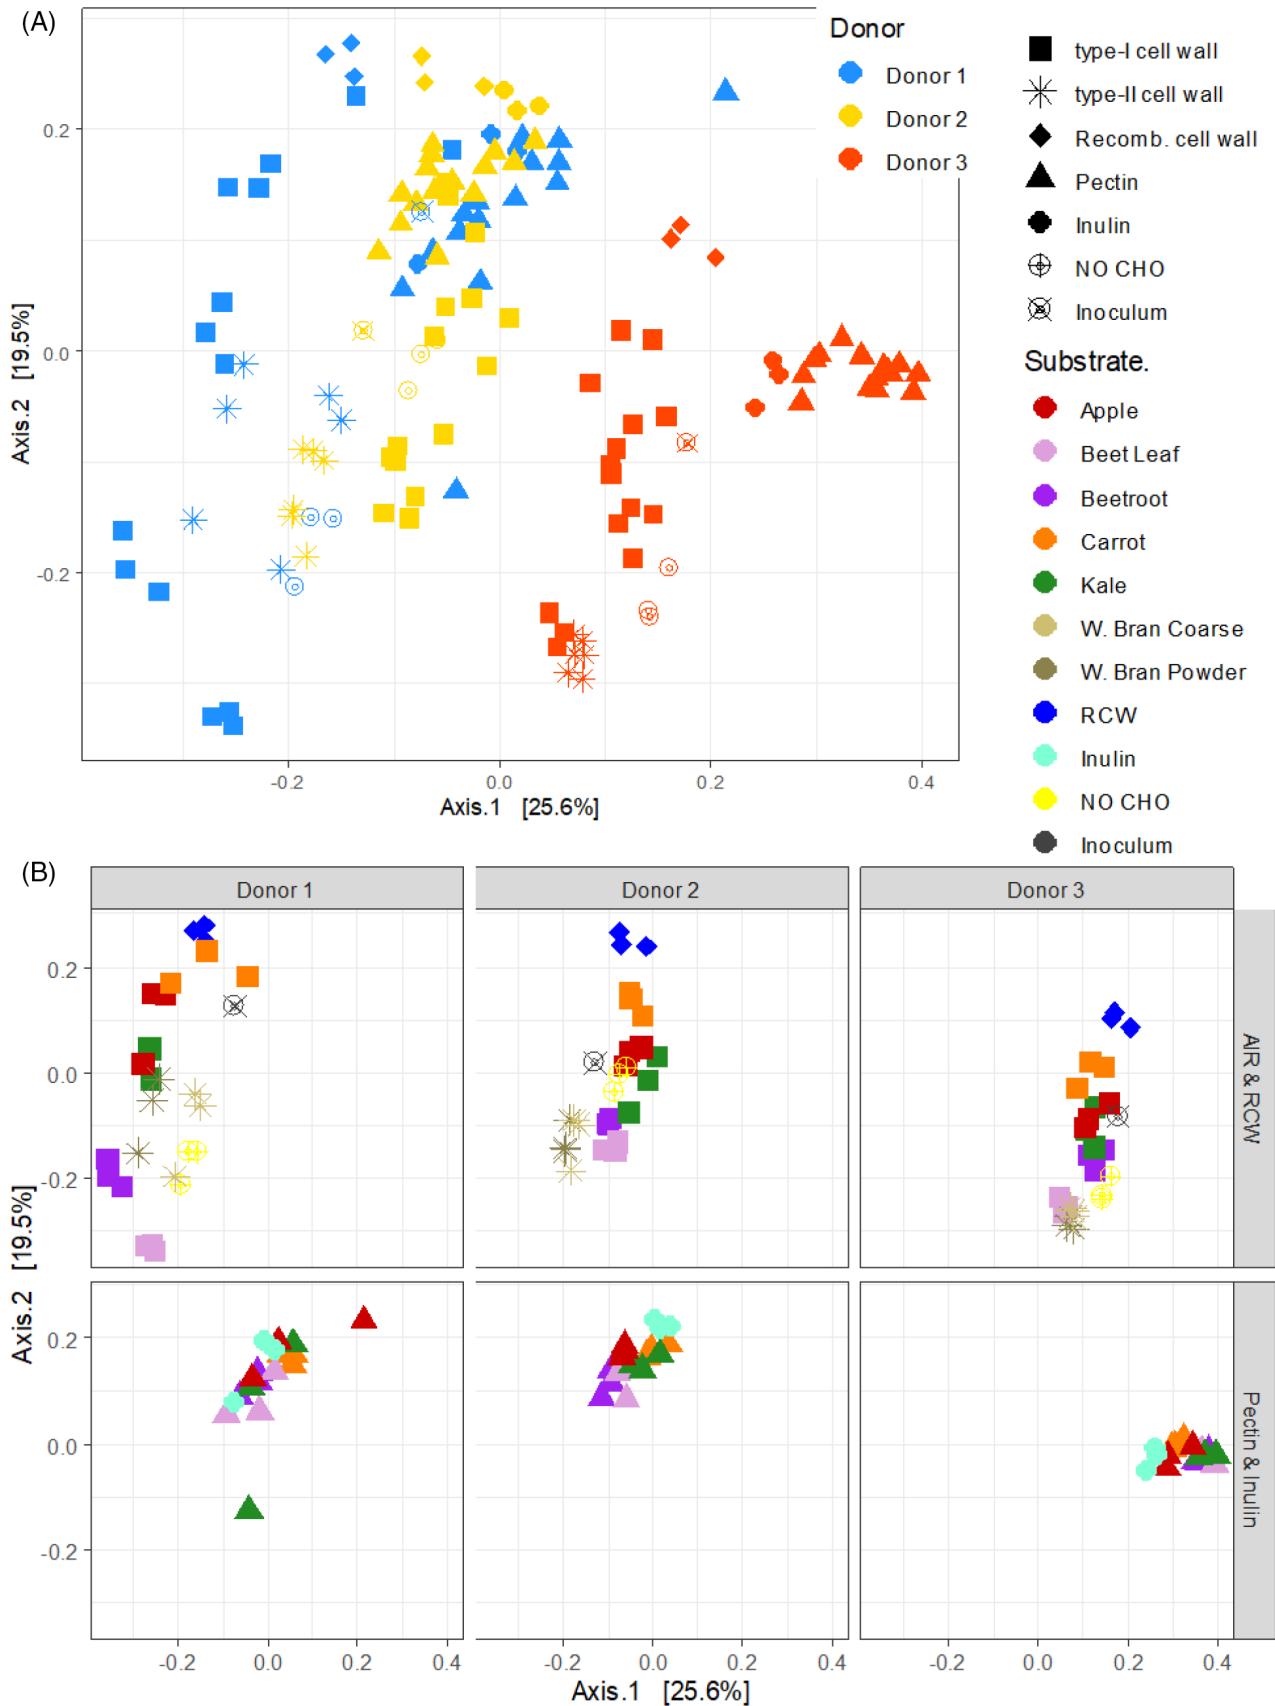 (A)
Donor
Donor 1
Donor 2
Donor 3
type-I cell wall
type-II cell wall
Recomb. cell wall
Pectin
Inulin
NO CHO
Inoculum
Substrate.
Apple
Beet Leaf
Beetroot
Carrot
Kale
W. Bran Coarse
W. Bran Powder
RCW
Inulin
NO CHO
Inoculum
0.2
0.0
-0.2
Axis.2 [19.5%]
-0.2 0.0 0.2 0.4
Axis.1 [25.6%]
(B)
Donor 1 Donor 2 Donor 3
0.2
0.0
-0.2
AIR & RCW
0.2
0.0
-0.2
Pectin & Inulin
Axis.2 [19.5%]
-0.2 0.0 0.2 0.4 -0.2 0.0 0.2 0.4 -0.2 0.0 0.2 0.4
Axis.1 [25.6%]